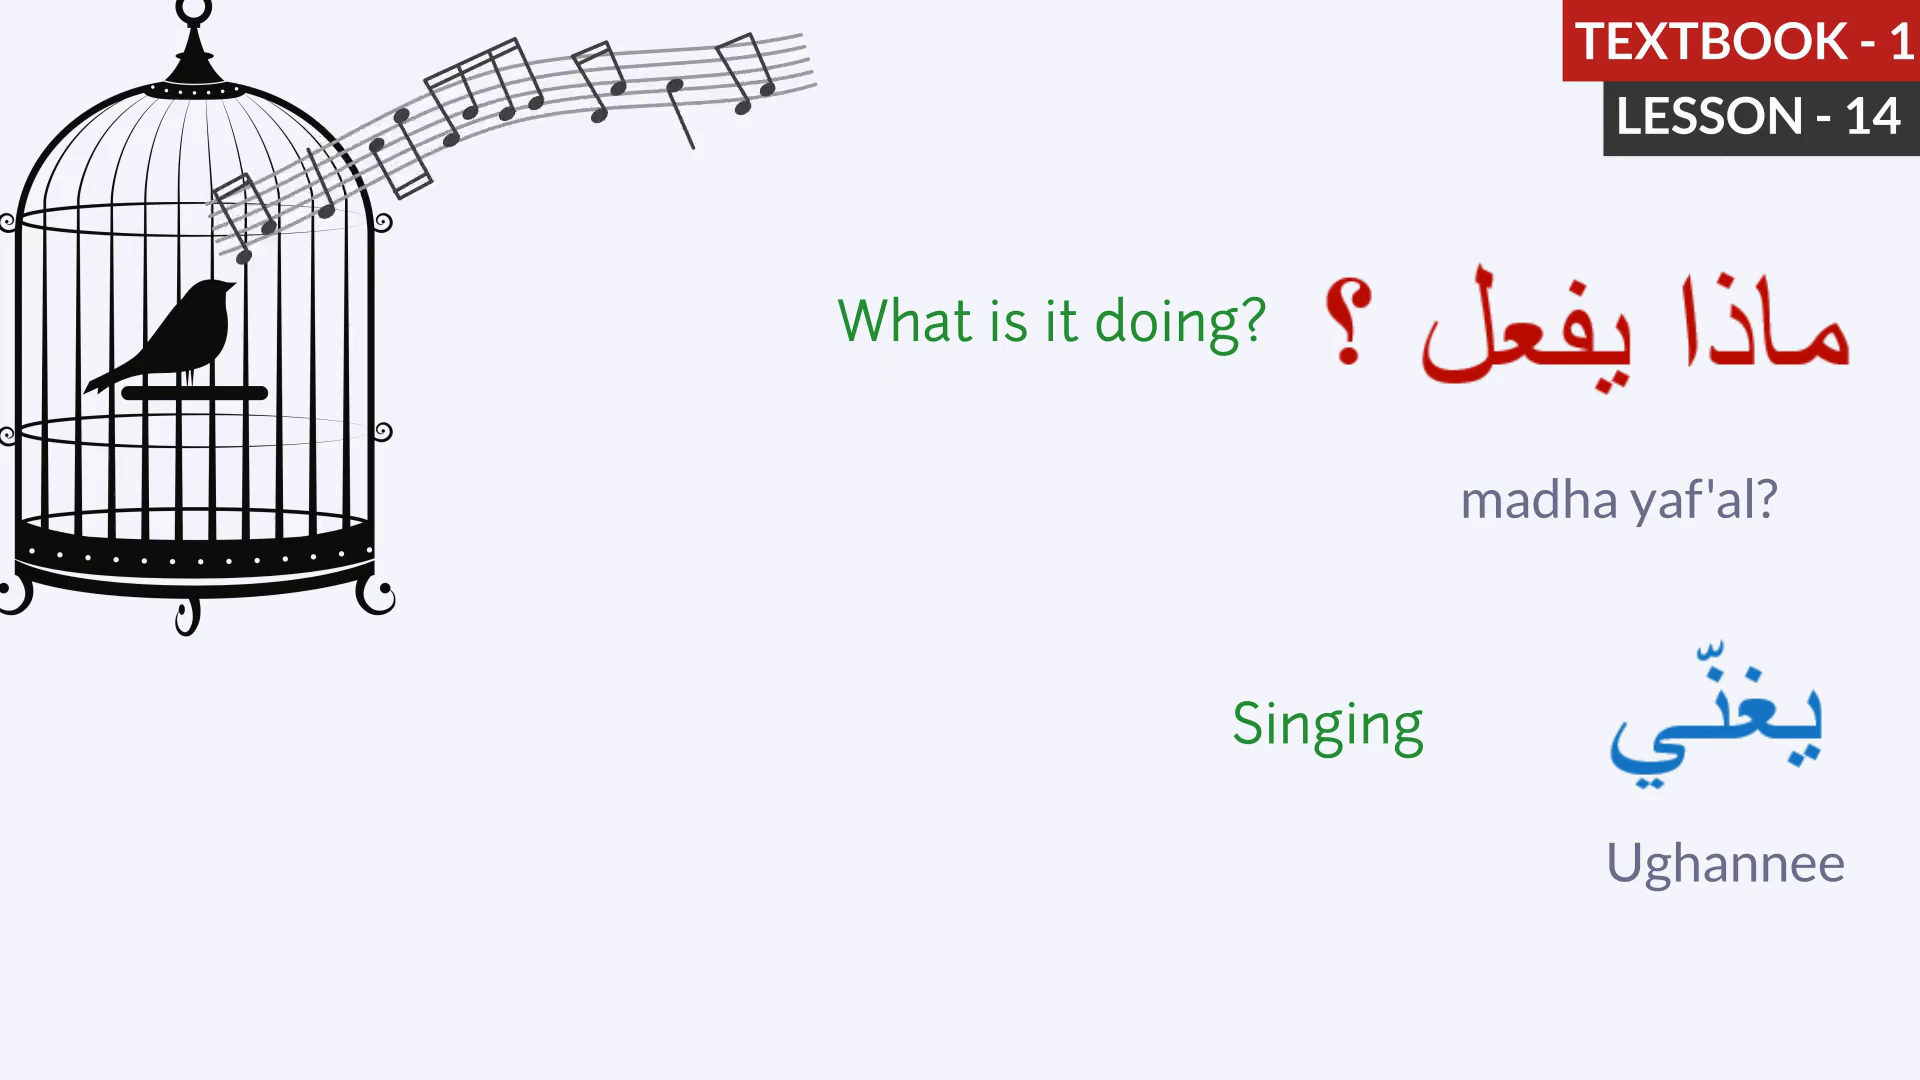 TEXTBOOK - 1
LESSON - 14
What is it doing?
ماذا يفعل ؟
madha yaf'al?
Singing
يغنّي
Ughannee